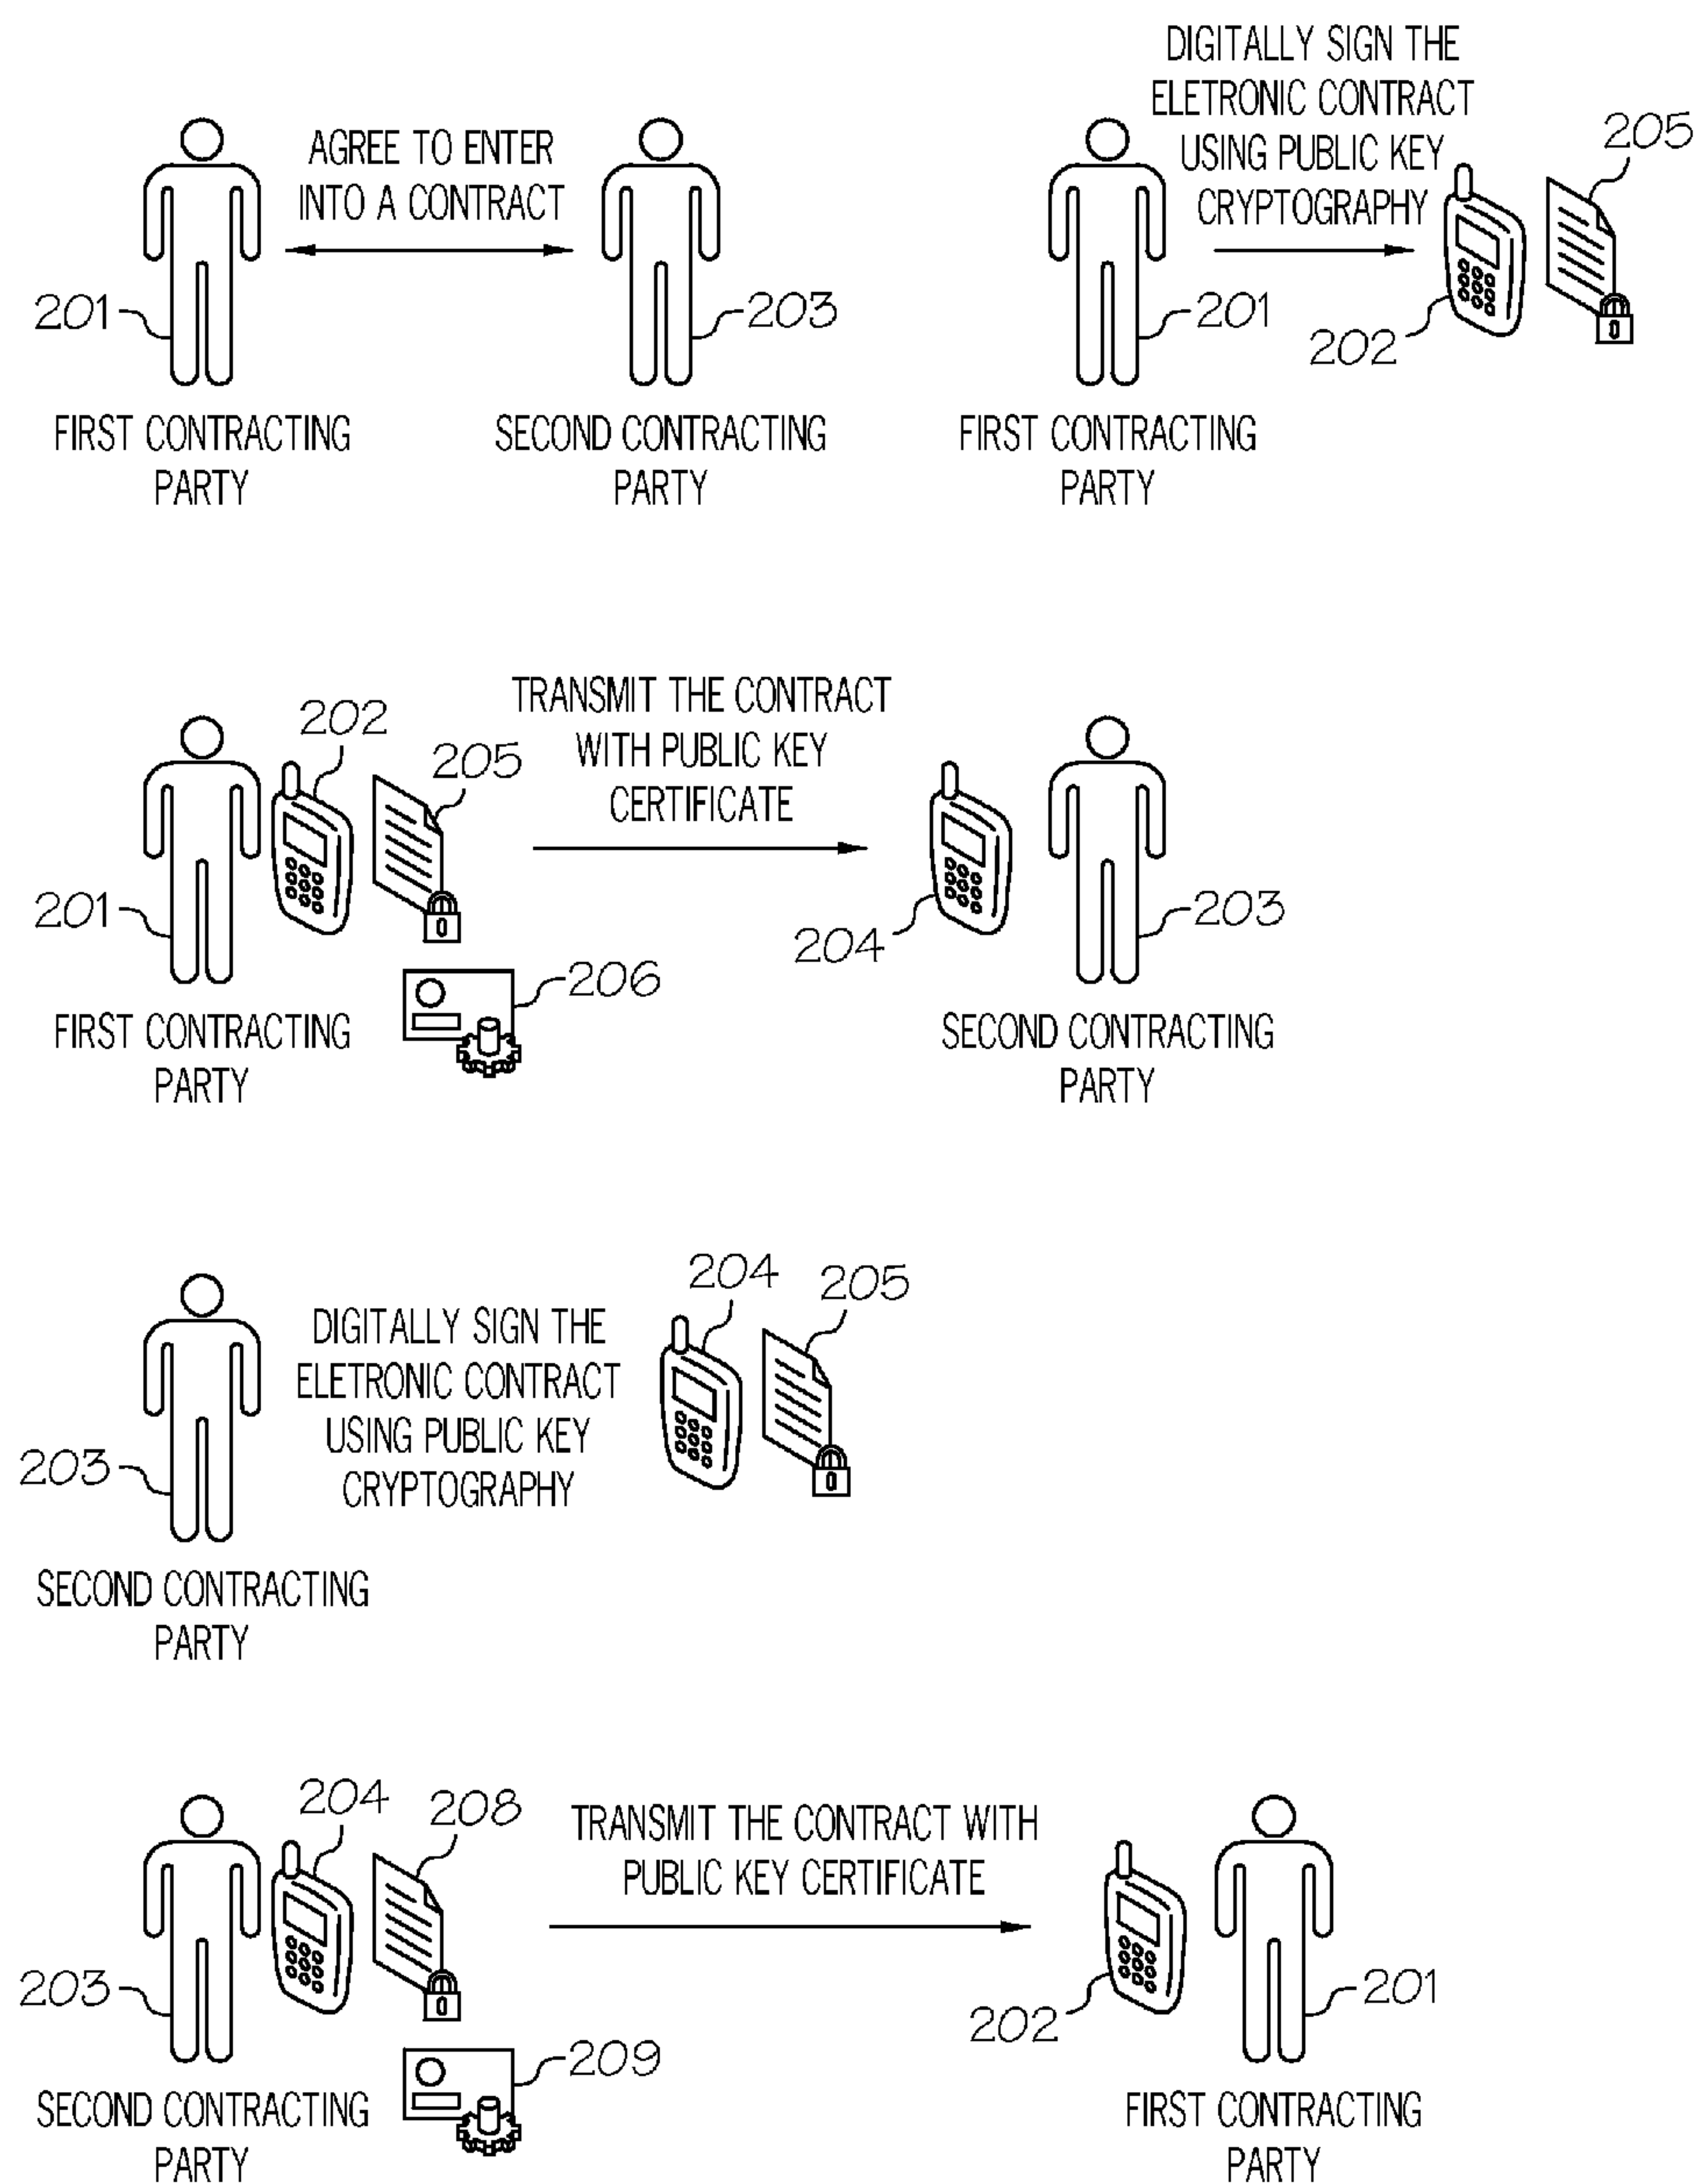 AGREE TO ENTER
INTO A CONTRACT
201
203
FIRST CONTRACTING
PARTY
SECOND CONTRACTING
PARTY
DIGITALLY SIGN THE
ELETRONIC CONTRACT
USING PUBLIC KEY
CRYPTOGRAPHY
205
201
202
FIRST CONTRACTING
PARTY
202
205
TRANSMIT THE CONTRACT
WITH PUBLIC KEY
CERTIFICATE
201
204
203
206
FIRST CONTRACTING
PARTY
SECOND CONTRACTING
PARTY
204
205
DIGITALLY SIGN THE
ELETRONIC CONTRACT
USING PUBLIC KEY
CRYPTOGRAPHY
203
SECOND CONTRACTING
PARTY
204
208
TRANSMIT THE CONTRACT WITH
PUBLIC KEY CERTIFICATE
203
202
201
209
SECOND CONTRACTING
PARTY
FIRST CONTRACTING
PARTY